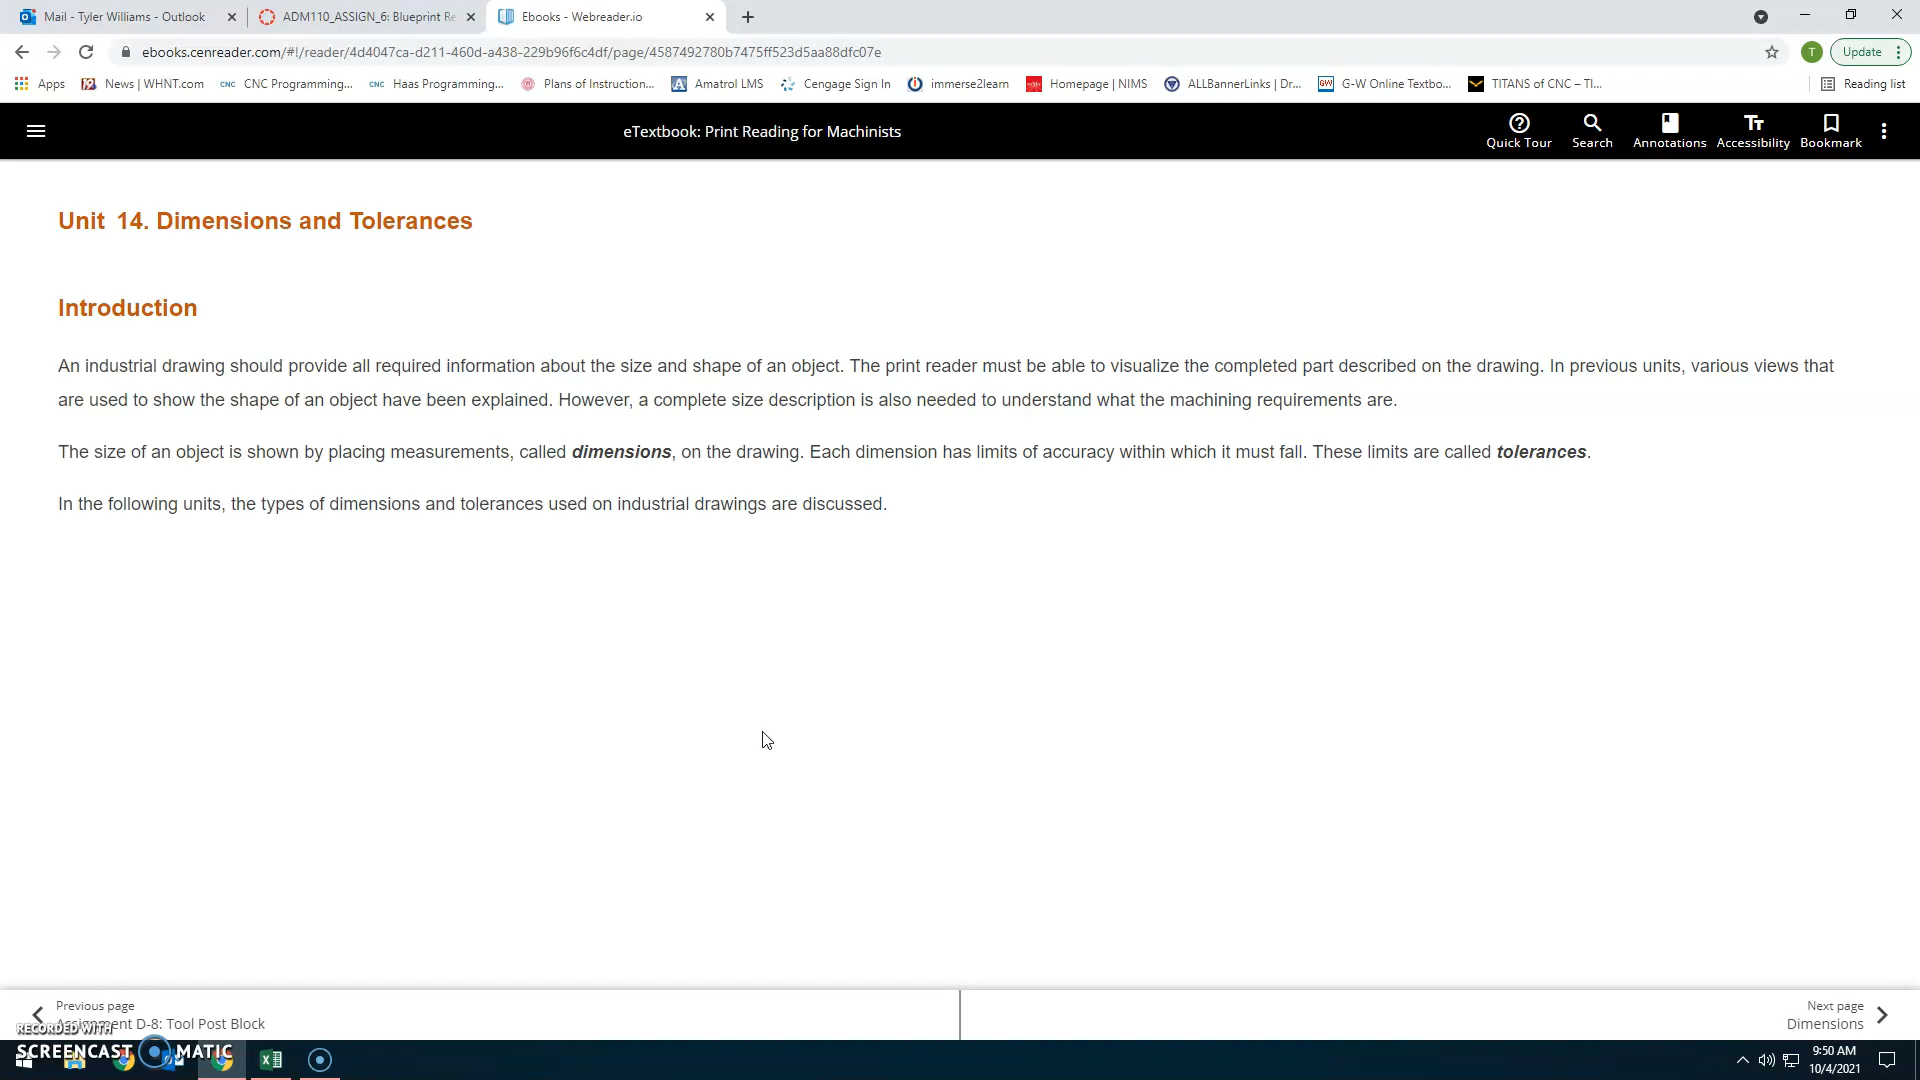 Mail - Tyler Williams - Outlook
ADM110_ASSIGN_6: Blueprint Re
Ebooks - Webreader.io
ebooks.cenreader.com/#!/reader/4d4047ca-d211-460d-a438-229b96f6c4df/page/4587492780b7475ff523d5aa88dfc07e
T
Update
Apps
News | WHNT.com
CNC CNC Programming...
CNC Haas Programming...
Plans of Instruction...
Amatrol LMS
Cengage Sign In
immerse2learn
Homepage | NIMS
ALLBannerLinks | Dr...
GW G-W Online Textbo...
TITANS of CNC – TI...
Reading list
eTextbook: Print Reading for Machinists
Quick Tour
Search
Annotations
Accessibility
Bookmark
Unit 14. Dimensions and Tolerances
Introduction
An industrial drawing should provide all required information about the size and shape of an object. The print reader must be able to visualize the completed part described on the drawing. In previous units, various views that
are used to show the shape of an object have been explained. However, a complete size description is also needed to understand what the machining requirements are.
The size of an object is shown by placing measurements, called dimensions, on the drawing. Each dimension has limits of accuracy within which it must fall. These limits are called tolerances.
In the following units, the types of dimensions and tolerances used on industrial drawings are discussed.
Previous page
Assignment D-8: Tool Post Block
Next page
Dimensions
RECORDED WITH
SCREENCAST MATIC
9:50 AM
10/4/2021